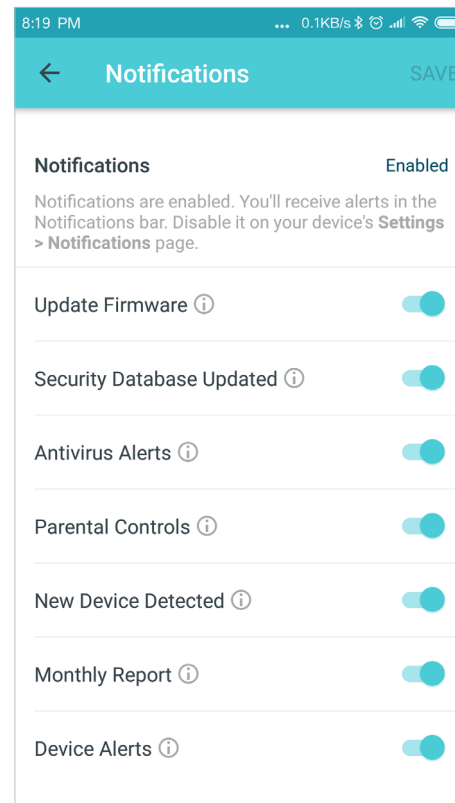 8:19 PM ... 0.1KB/s
Notifications SAVE
Notifications Enabled
Notifications are enabled. You'll receive alerts in the
Notifications bar. Disable it on your device's Settings
> Notifications page.
Update Firmware
Security Database Updated
Antivirus Alerts
Parental Controls
New Device Detected
Monthly Report
Device Alerts